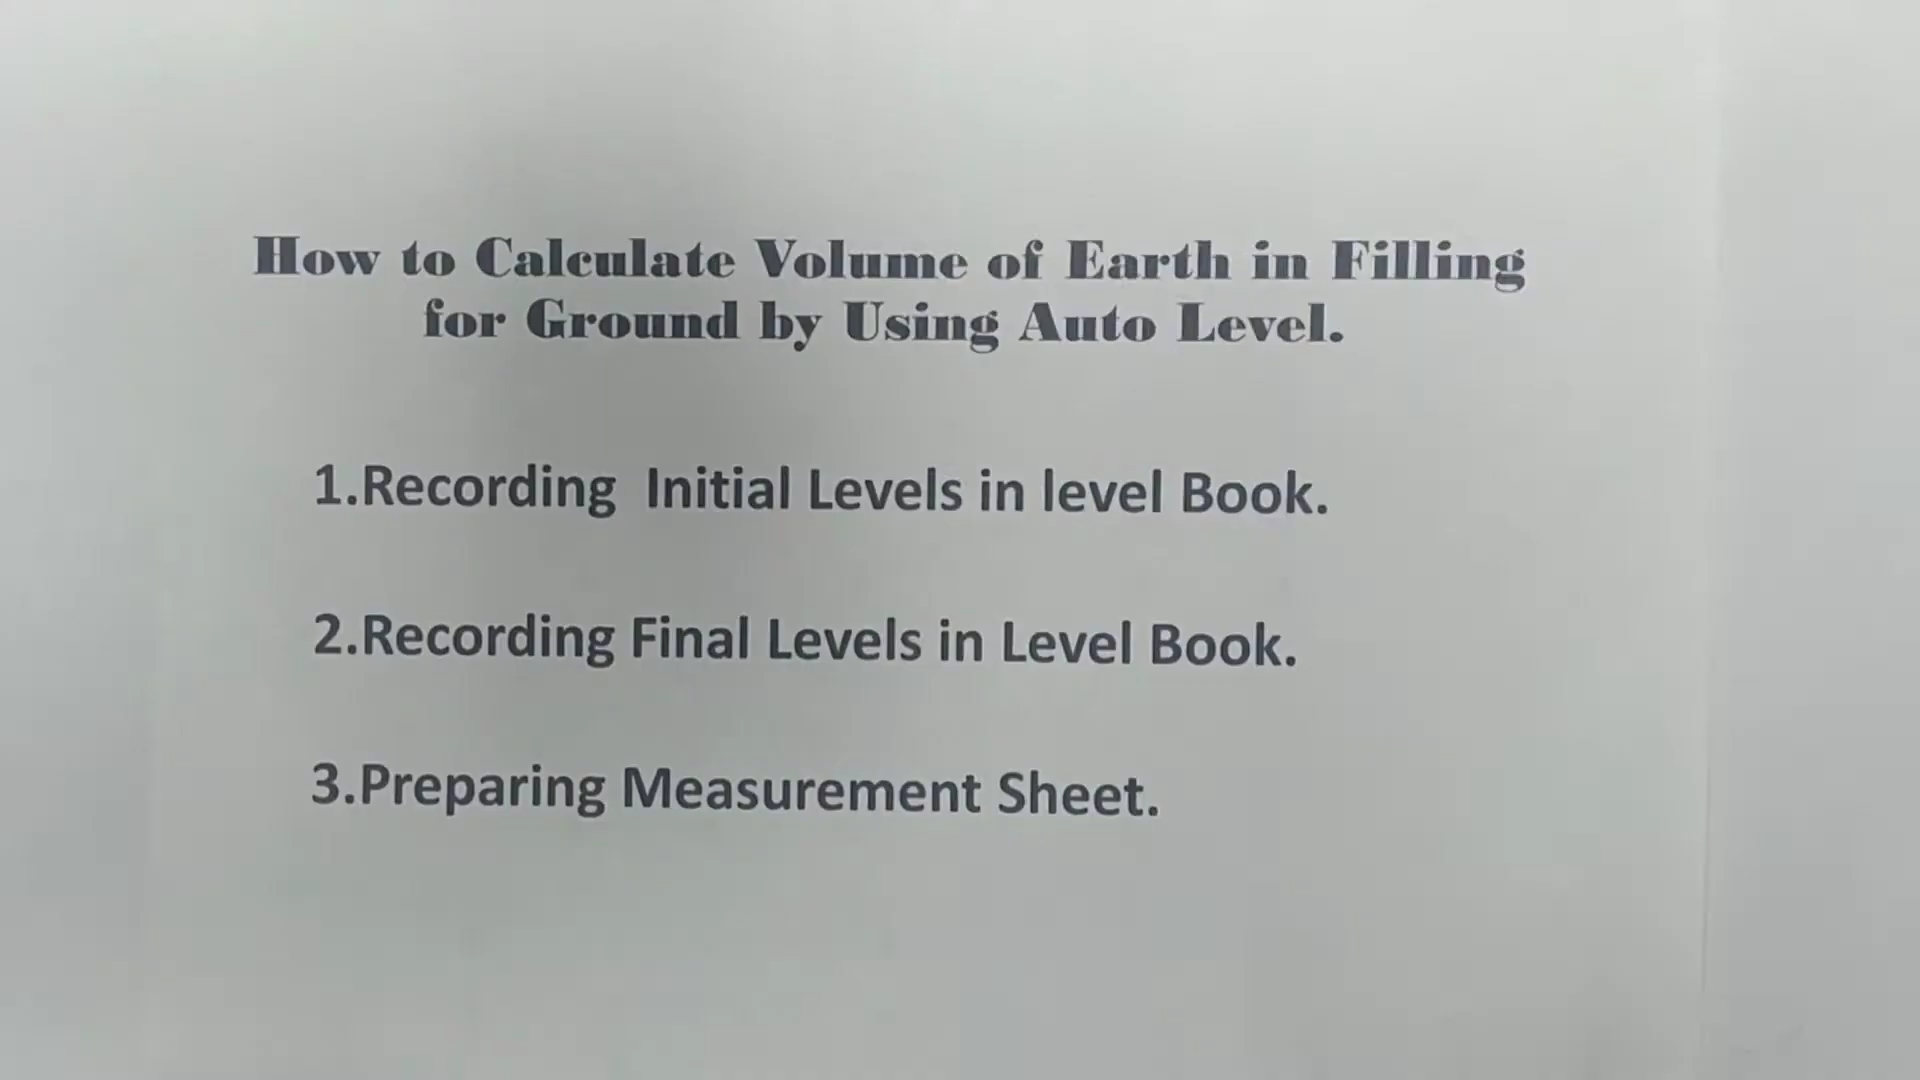 How to Calculate Volume of Earth in Filling
for Ground by Using Auto Level.
1.Recording Initial Levels in level Book.
2.Recording Final Levels in Level Book.
3.Preparing Measurement Sheet.